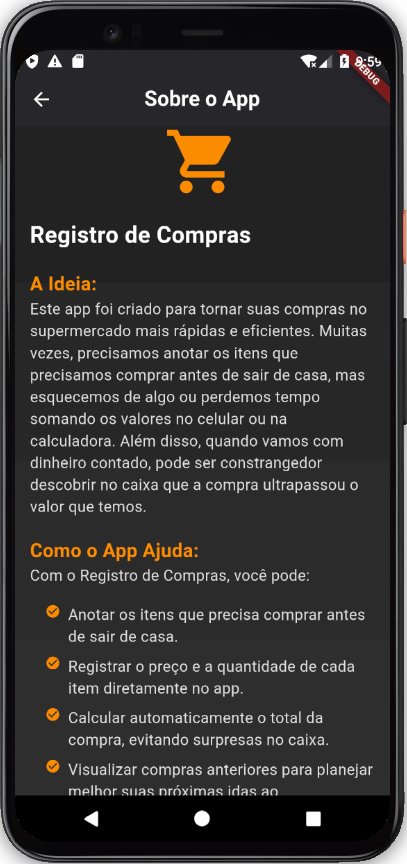 9:59
DEBUG
Sobre o App
Registro de Compras
A Ideia:
Este app foi criado para tornar suas compras no
supermercado mais rápidas e eficientes. Muitas
vezes, precisamos anotar os itens que
precisamos comprar antes de sair de casa, mas
esquecemos de algo ou perdemos tempo
somando os valores no celular ou na
calculadora. Além disso, quando vamos com
dinheiro contado, pode ser constrangedor
descobrir no caixa que a compra ultrapassou o
valor que temos.
Como o App Ajuda:
Com o Registro de Compras, você pode:
Anotar os itens que precisa comprar antes
de sair de casa.
Registrar o preço e a quantidade de cada
item diretamente no app.
Calcular automaticamente o total da
compra, evitando surpresas no caixa.
Visualizar compras anteriores para planejar
melhor suas próximas idas ao